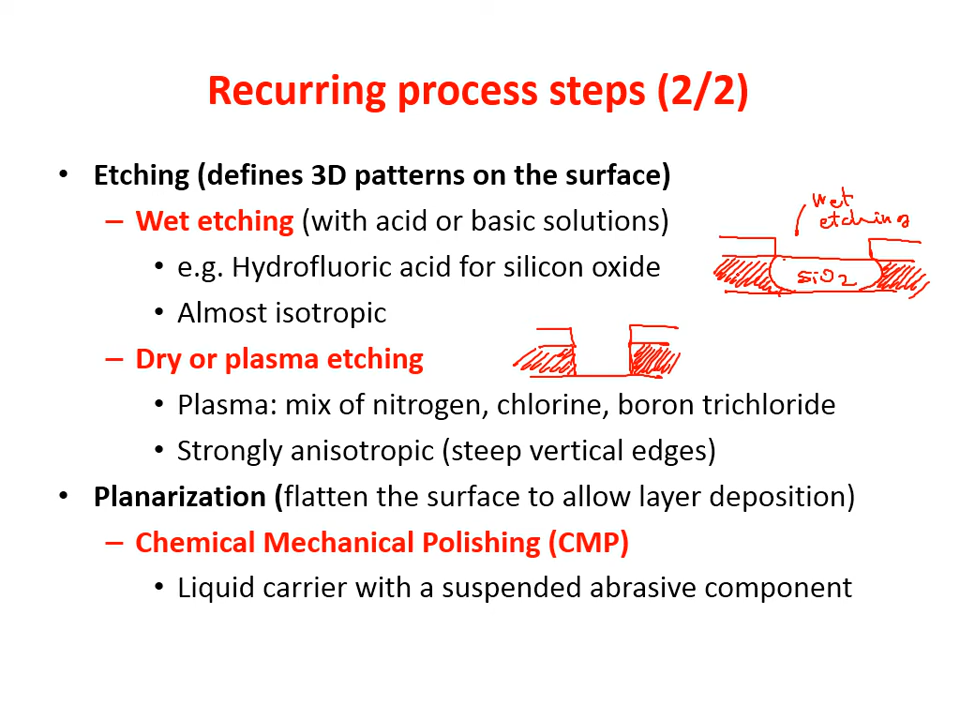 Recurring process steps (2/2)
• Etching (defines 3D patterns on the surface)
– Wet etching (with acid or basic solutions)
wet
etching
• e.g. Hydrofluoric acid for silicon oxide
SiO2
• Almost isotropic
– Dry or plasma etching
• Plasma: mix of nitrogen, chlorine, boron trichloride
• Strongly anisotropic (steep vertical edges)
• Planarization (flatten the surface to allow layer deposition)
– Chemical Mechanical Polishing (CMP)
• Liquid carrier with a suspended abrasive component